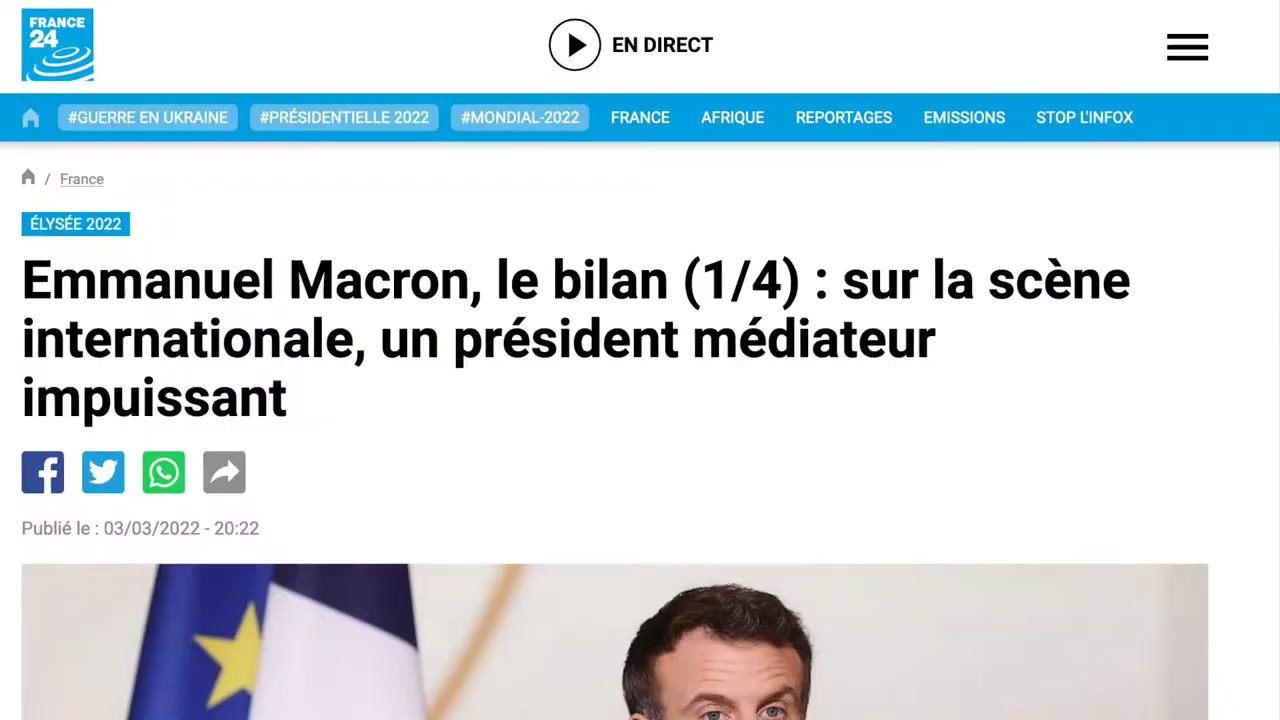 FRANCE
24
EN DIRECT
#GUERRE EN UKRAINE #PRÉSIDENTIELLE 2022 #MONDIAL-2022 FRANCE AFRIQUE REPORTAGES EMISSIONS STOP L'INFOX
/ France
ÉLYSÉE 2022
Emmanuel Macron, le bilan (1/4) : sur la scène
internationale, un président médiateur
impuissant
Publié le : 03/03/2022 - 20:22